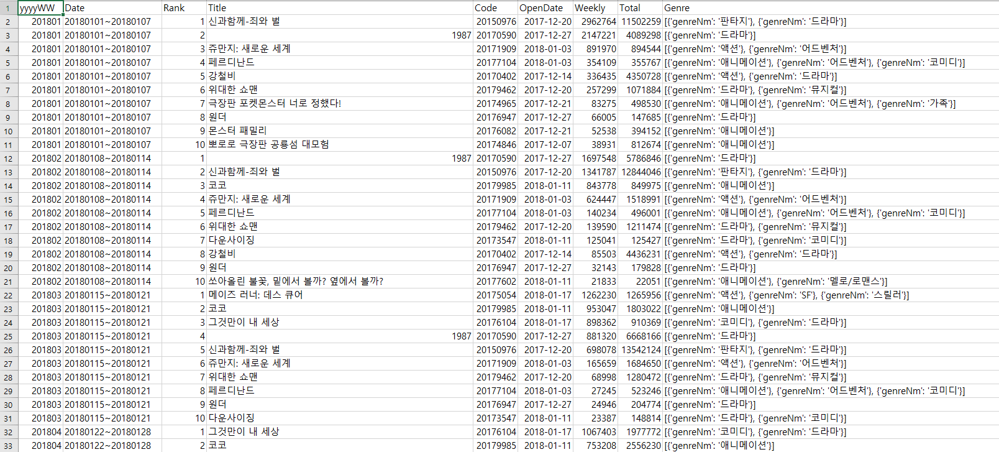 1 yyyyWW Date Rank Title Code OpenDate Weekly Total Genre
2 201801 20180101~20180107 1 신과함께-죄와 벌 20150976 2017-12-20 2962764 11502259 [{'genreNm': '판타지'}, {'genreNm': '드라마'}]
3 201801 20180101~20180107 2 1987 20170590 2017-12-27 2147221 4089298 [{'genreNm': '드라마'}]
4 201801 20180101~20180107 3 쥬만지: 새로운 세계 20171909 2018-01-03 891970 894544 [{'genreNm': '액션'}, {'genreNm': '어드벤처'}]
5 201801 20180101~20180107 4 페르디난드 20177104 2018-01-03 354109 355767 [{'genreNm': '애니메이션'}, {'genreNm': '어드벤처'}, {'genreNm': '코미디'}]
6 201801 20180101~20180107 5 강철비 20170402 2017-12-14 336435 4350728 [{'genreNm': '액션'}, {'genreNm': '드라마'}]
7 201801 20180101~20180107 6 위대한 쇼맨 20179462 2017-12-20 257299 1071884 [{'genreNm': '드라마'}, {'genreNm': '뮤지컬'}]
8 201801 20180101~20180107 7 극장판 포켓몬스터 너로 정했다! 20174965 2017-12-21 83275 498530 [{'genreNm': '애니메이션'}, {'genreNm': '어드벤처'}, {'genreNm': '가족'}]
9 201801 20180101~20180107 8 원더 20176947 2017-12-27 66005 147685 [{'genreNm': '드라마'}]
10 201801 20180101~20180107 9 몬스터 패밀리 20176082 2017-12-21 52538 394152 [{'genreNm': '애니메이션'}]
11 201801 20180101~20180107 10 뽀로로 극장판 공룡섬 대모험 20174846 2017-12-07 38931 812674 [{'genreNm': '애니메이션'}]
12 201802 20180108~20180114 1 1987 20170590 2017-12-27 1697548 5786846 [{'genreNm': '드라마'}]
13 201802 20180108~20180114 2 신과함께-죄와 벌 20150976 2017-12-20 1341787 12844046 [{'genreNm': '판타지'}, {'genreNm': '드라마'}]
14 201802 20180108~20180114 3 코코 20179985 2018-01-11 843778 849975 [{'genreNm': '애니메이션'}]
15 201802 20180108~20180114 4 쥬만지: 새로운 세계 20171909 2018-01-03 624447 1518991 [{'genreNm': '액션'}, {'genreNm': '어드벤처'}]
16 201802 20180108~20180114 5 페르디난드 20177104 2018-01-03 140234 496001 [{'genreNm': '애니메이션'}, {'genreNm': '어드벤처'}, {'genreNm': '코미디'}]
17 201802 20180108~20180114 6 위대한 쇼맨 20179462 2017-12-20 139590 1211474 [{'genreNm': '드라마'}, {'genreNm': '뮤지컬'}]
18 201802 20180108~20180114 7 다운사이징 20173547 2018-01-11 125041 125427 [{'genreNm': '드라마'}, {'genreNm': '코미디'}]
19 201802 20180108~20180114 8 강철비 20170402 2017-12-14 85503 4436231 [{'genreNm': '액션'}, {'genreNm': '드라마'}]
20 201802 20180108~20180114 9 원더 20176947 2017-12-27 32143 179828 [{'genreNm': '드라마'}]
21 201802 20180108~20180114 10 쏘아올린 불꽃, 밑에서 볼까? 옆에서 볼까? 20177602 2018-01-11 21833 22051 [{'genreNm': '애니메이션'}, {'genreNm': '멜로/로맨스'}]
22 201803 20180115~20180121 1 메이즈 러너: 데스 큐어 20175054 2018-01-17 1262230 1265956 [{'genreNm': '액션'}, {'genreNm': 'SF'}, {'genreNm': '스릴러'}]
23 201803 20180115~20180121 2 코코 20179985 2018-01-11 953047 1803022 [{'genreNm': '애니메이션'}]
24 201803 20180115~20180121 3 그것만이 내 세상 20176104 2018-01-17 898362 910369 [{'genreNm': '코미디'}, {'genreNm': '드라마'}]
25 201803 20180115~20180121 4 1987 20170590 2017-12-27 881320 6668166 [{'genreNm': '드라마'}]
26 201803 20180115~20180121 5 신과함께-죄와 벌 20150976 2017-12-20 698078 13542124 [{'genreNm': '판타지'}, {'genreNm': '드라마'}]
27 201803 20180115~20180121 6 쥬만지: 새로운 세계 20171909 2018-01-03 165659 1684650 [{'genreNm': '액션'}, {'genreNm': '어드벤처'}]
28 201803 20180115~20180121 7 위대한 쇼맨 20179462 2017-12-20 68998 1280472 [{'genreNm': '드라마'}, {'genreNm': '뮤지컬'}]
29 201803 20180115~20180121 8 페르디난드 20177104 2018-01-03 27245 523246 [{'genreNm': '애니메이션'}, {'genreNm': '어드벤처'}, {'genreNm': '코미디'}]
30 201803 20180115~20180121 9 원더 20176947 2017-12-27 24946 204774 [{'genreNm': '드라마'}]
31 201803 20180115~20180121 10 다운사이징 20173547 2018-01-11 23387 148814 [{'genreNm': '드라마'}, {'genreNm': '코미디'}]
32 201804 20180122~20180128 1 그것만이 내 세상 20176104 2018-01-17 1067403 1977772 [{'genreNm': '코미디'}, {'genreNm': '드라마'}]
33 201804 20180122~20180128 2 코코 20179985 2018-01-11 753208 2556230 [{'genreNm': '애니메이션'}]